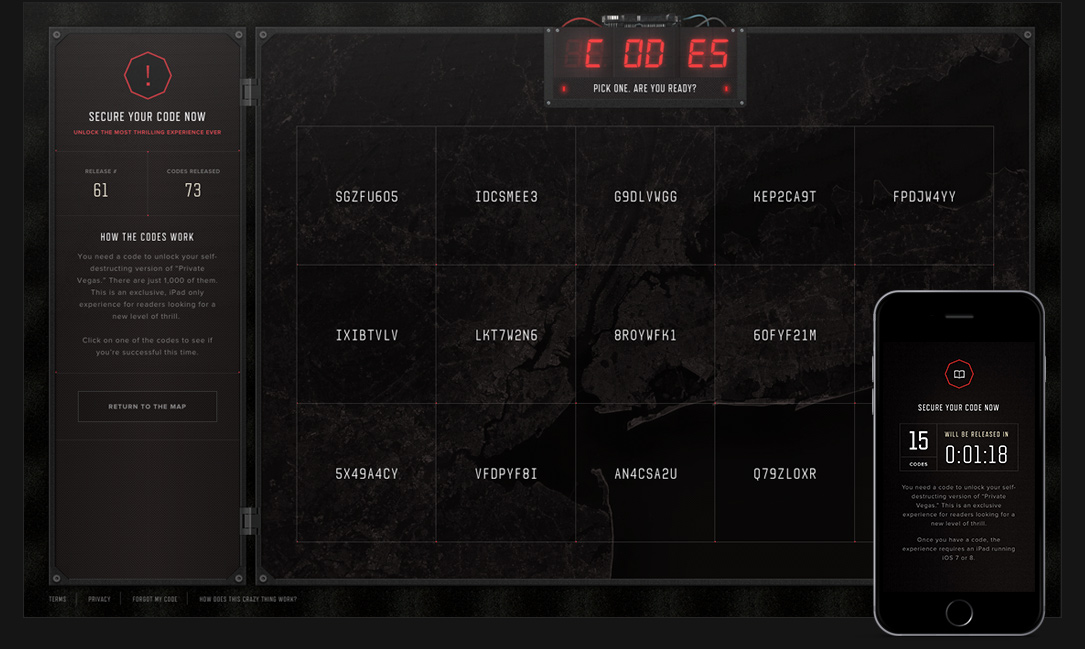 SECURE YOUR CODE NOW
UNLOCK THE MOST THRILLING EXPERIENCE EVER
RELEASE #
61
CODES RELEASED
73
HOW THE CODES WORK
You need a code to unlock your self-
destructing version of "Private
Vegas." There are just 1,000 of them.
This is an exclusive, iPad only
experience for readers looking for a
new level of thrill.
Click on one of the codes to see if
you're successful this time.
RETURN TO THE MAP
C OD ES
PICK ONE. ARE YOU READY?
SGZFU605 IDCSMEE3 G9DLVWGG KEP2CA9T FPDJW4YY
IXIBTVLV LKT7W2N6 8ROYWFK1 6OFYF21M
5X49A4CY VFDPYF8I AN4CSA2U Q79ZLOXR
SECURE YOUR CODE NOW
15
CODES
WILL BE RELEASED IN
0:01:18
You need a code to unlock your self-
destructing version of "Private
Vegas." This is an exclusive
experience for readers looking for a
new level of thrill.
Once you have a code, the
experience requires an iPad running
iOS 7 or 8.
TERMS PRIVACY FORGOT MY CODE HOW DOES THIS CRAZY THING WORK?